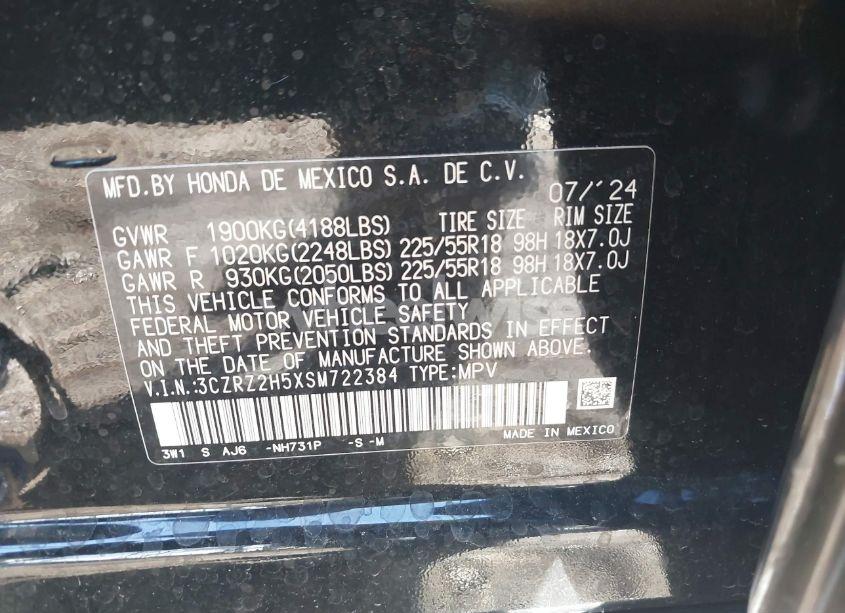 MFD.BY HONDA DE MEXICO S.A. DE C.V. 07/'24
GVWR 1900KG(4188LBS) TIRE SIZE RIM SIZE
GAWR F 1020KG(2248LBS) 225/55R18 98H 18X7.0J
GAWR R 930KG(2050LBS) 225/55R18 98H 18X7.0J
THIS VEHICLE CONFORMS TO ALL APPLICABLE
FEDERAL MOTOR VEHICLE SAFETY
AND THEFT PREVENTION STANDARDS IN EFFECT
ON THE DATE OF MANUFACTURE SHOWN ABOVE.
V.I.N.:3CZRZ2H5XSM722384 TYPE:MPV
3W1 S AJ6 -NH731P -S-M MADE IN MEXICO